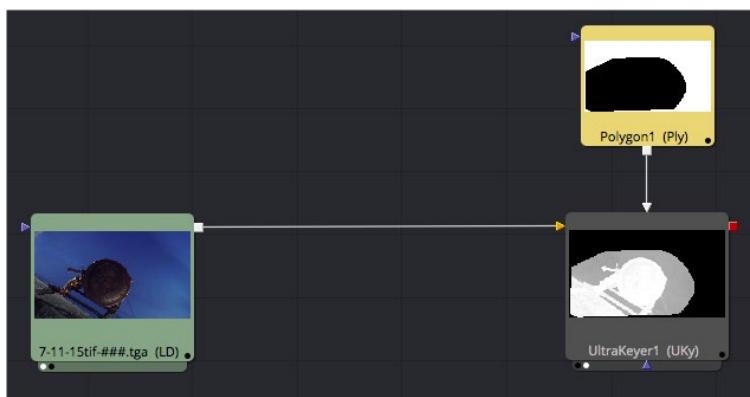 Polygon1 (Ply)
7-11-15tif-###.tga (LD)
UltraKeyer1 (UKy)